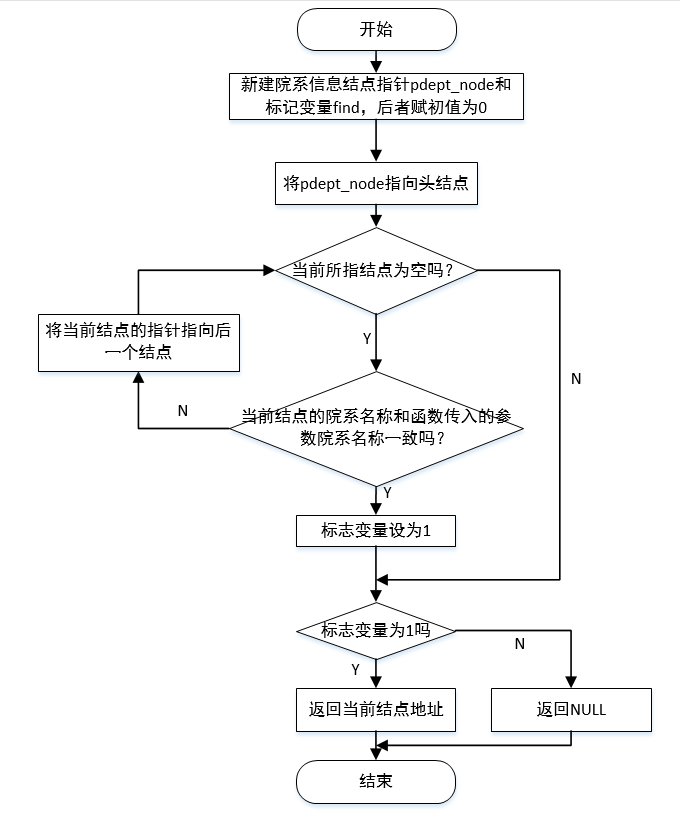 开始
新建院系信息结点指针pdept_node和
标记变量find，后者赋初值为0
将pdept_node指向头结点
当前所指结点为空吗？
将当前结点的指针指向后
一个结点
Y
N
N
当前结点的院系名称和函数传入的参
数院系名称一致吗？
Y
标志变量设为1
标志变量为1吗
N
Y
返回当前结点地址
返回NULL
结束